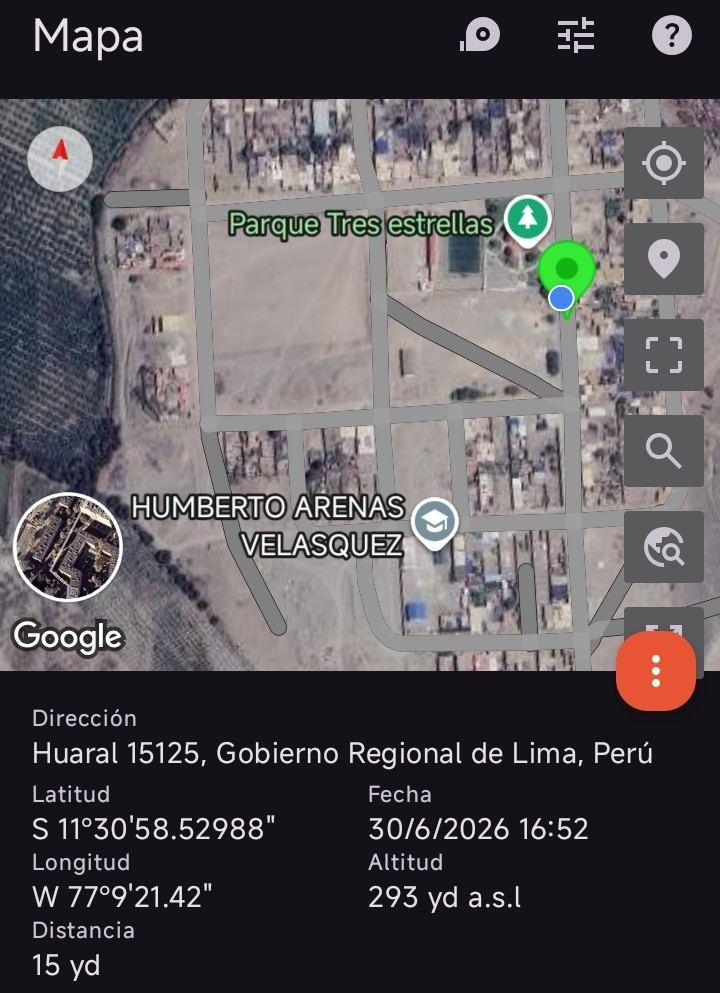 Mapa
Parque Tres estrellas
HUMBERTO ARENAS
VELASQUEZ
Google
Dirección
Huaral 15125, Gobierno Regional de Lima, Perú
Latitud
S 11°30'58.52988"
Fecha
30/6/2026 16:52
Longitud
W 77°9'21.42"
Altitud
293 yd a.s.l
Distancia
15 yd